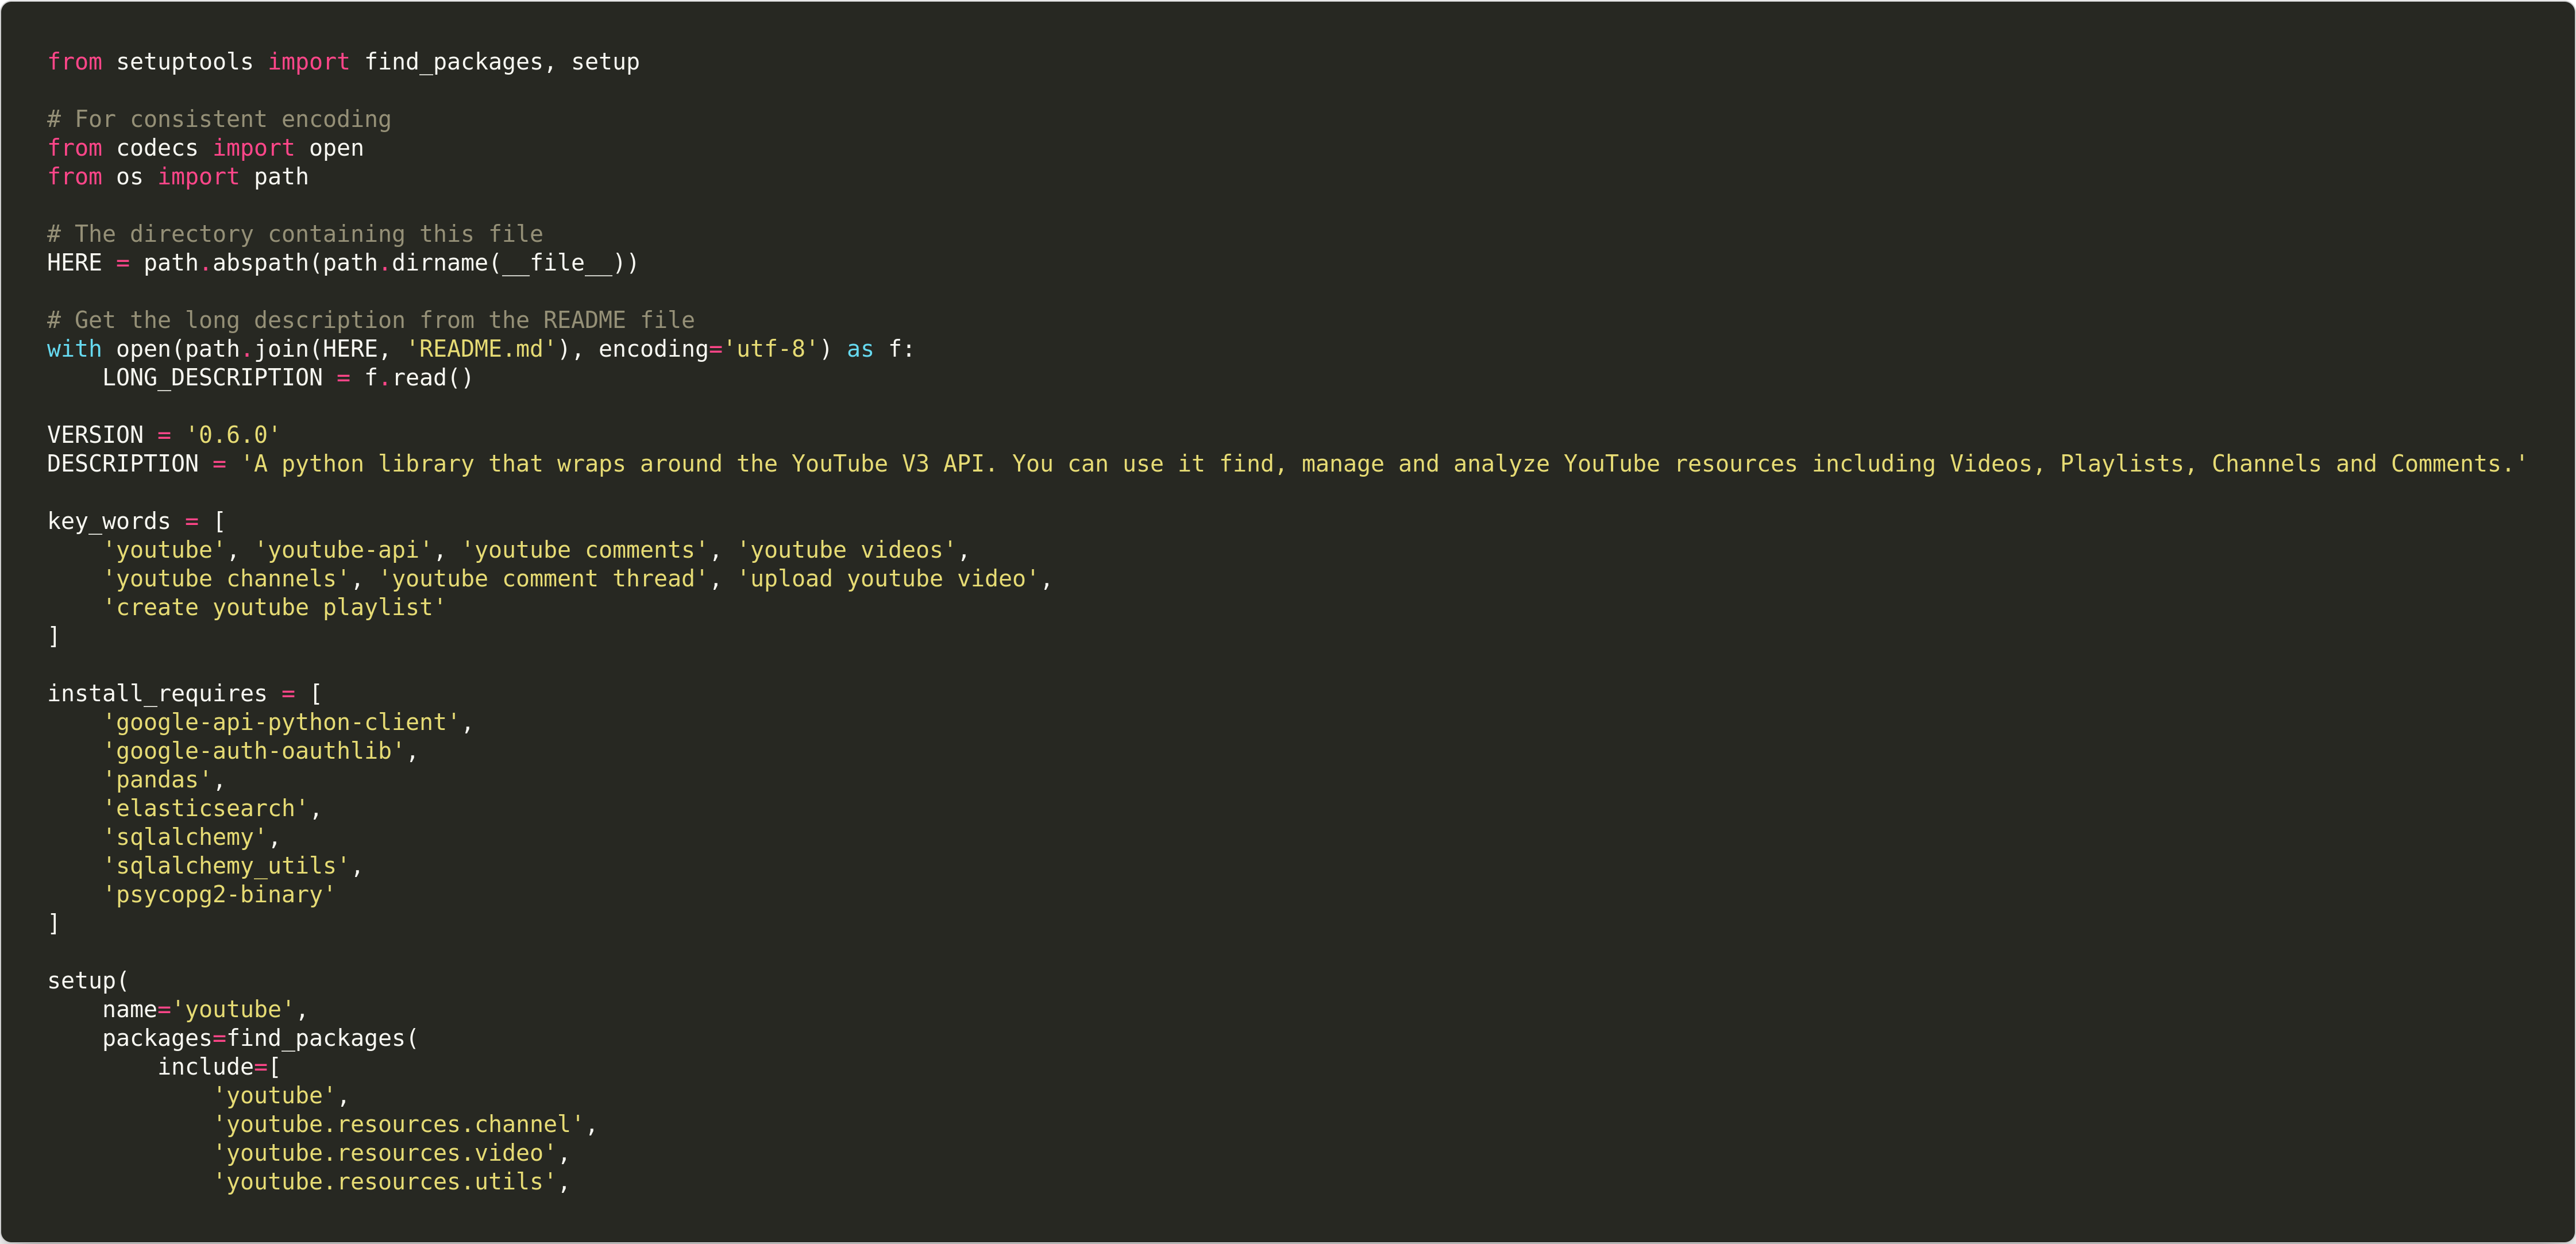 from setuptools import find_packages, setup

# For consistent encoding
from codecs import open
from os import path

# The directory containing this file
HERE = path.abspath(path.dirname(__file__))

# Get the long description from the README file
with open(path.join(HERE, 'README.md'), encoding='utf-8') as f:
    LONG_DESCRIPTION = f.read()

VERSION = '0.6.0'
DESCRIPTION = 'A python library that wraps around the YouTube V3 API. You can use it find, manage and analyze YouTube resources including Videos, Playlists, Channels and Comments.'

key_words = [
    'youtube', 'youtube-api', 'youtube comments', 'youtube videos',
    'youtube channels', 'youtube comment thread', 'upload youtube video',
    'create youtube playlist'
]

install_requires = [
    'google-api-python-client',
    'google-auth-oauthlib',
    'pandas',
    'elasticsearch',
    'sqlalchemy',
    'sqlalchemy_utils',
    'psycopg2-binary'
]

setup(
    name='youtube',
    packages=find_packages(
        include=[
            'youtube',
            'youtube.resources.channel',
            'youtube.resources.video',
            'youtube.resources.utils',